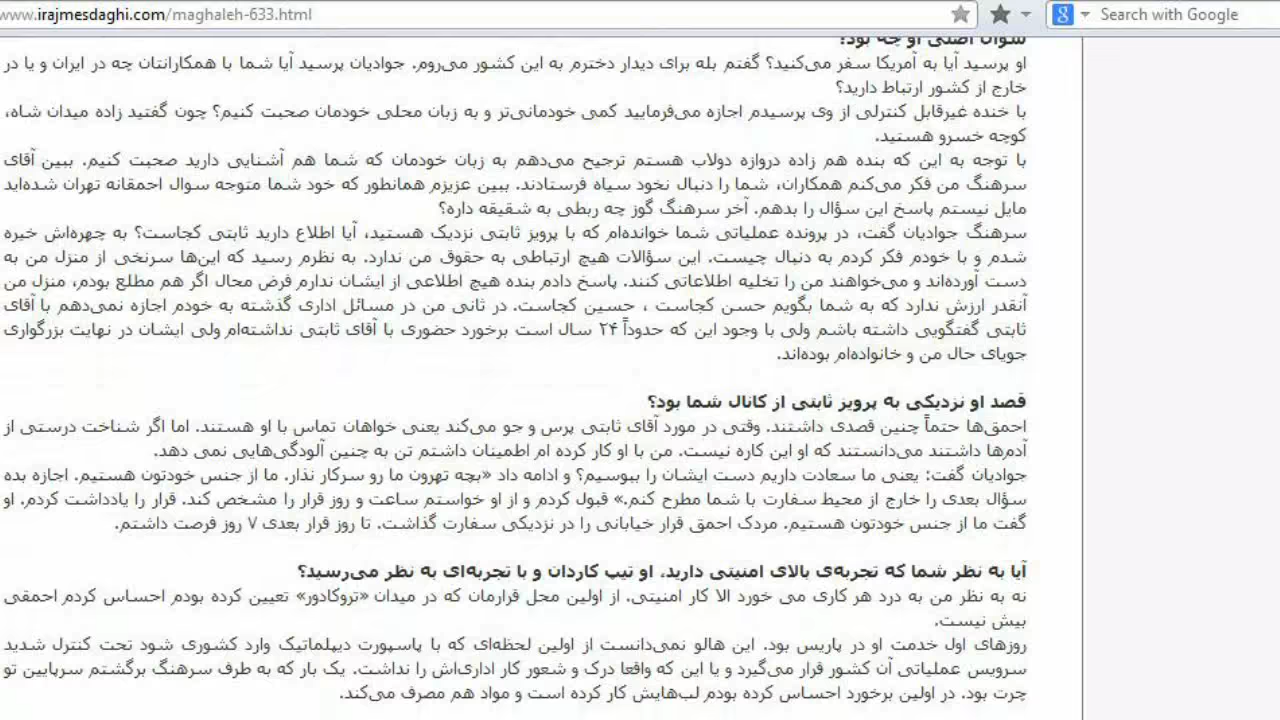 www.irajmesdaghi.com/maghaleh-633.html
Search with Google
سوال اصلی او چه بود؟
او پرسید آیا به آمریکا سفر می‌کنید؟ گفتم بله برای دیدار دخترم به این کشور می‌روم. جوادیان پرسید آیا شما با همکارانتان چه در ایران و یا در
خارج از کشور ارتباط دارید؟
با خنده غیرقابل کنترلی از وی پرسیدم اجازه می‌فرمایید کمی خودمانی‌تر و به زبان محلی خودمان صحبت کنیم؟ چون گفتید زاده میدان شاه،
کوچه خسرو هستید.
با توجه به این که بنده هم زاده دروازه دولاب هستم ترجیح می‌دهم به زبان خودمان که شما هم آشنایی دارید صحبت کنیم. ببین آقای
سرهنگ من فکر می‌کنم همکاران، شما را دنبال نخود سیاه فرستادند. ببین عزیزم همانطور که خود شما متوجه سوال احمقانه تهران شده‌اید
مایل نیستم پاسخ این سؤال را بدهم. آخر سرهنگ گوز چه ربطی به شقیقه داره؟
سرهنگ جوادیان گفت، در پرونده عملیاتی شما خوانده‌ام که با پرویز ثابتی نزدیک هستید، آیا اطلاع دارید ثابتی کجاست؟ به چهره‌اش خیره
شدم و با خودم فکر کردم به دنبال چیست. این سؤالات هیچ ارتباطی به حقوق من ندارد. به نظرم رسید که این‌ها سرنخی از منزل من به
دست آورده‌اند و می‌خواهند من را تخلیه اطلاعاتی کنند. پاسخ دادم بنده هیچ اطلاعی از ایشان ندارم فرض محال اگر هم مطلع بودم، منزل من
آنقدر ارزش ندارد که به شما بگویم حسن کجاست ، حسین کجاست. در ثانی من در مسائل اداری گذشته به خودم اجازه نمی‌دهم با آقای
ثابتی گفتگویی داشته باشم ولی با وجود این که حدوداً ۲۴ سال است برخورد حضوری با آقای ثابتی نداشته‌ام ولی ایشان در نهایت بزرگواری
جویای حال من و خانواده‌ام بوده‌اند.
قصد او نزدیکی به پرویز ثابتی از کانال شما بود؟
احمق‌ها حتماً چنین قصدی داشتند. وقتی در مورد آقای ثابتی پرس و جو می‌کند یعنی خواهان تماس با او هستند. اما اگر شناخت درستی از
آدم‌ها داشتند می‌دانستند که او این کاره نیست. من با او کار کرده ام اطمینان داشتم تن به چنین آلودگی‌هایی نمی دهد.
جوادیان گفت: یعنی ما سعادت داریم دست ایشان را ببوسیم؟ و ادامه داد «بچه تهرون ما رو سرکار نذار. ما از جنس خودتون هستیم. اجازه بده
سؤال بعدی را خارج از محیط سفارت با شما مطرح کنم.» قبول کردم و از او خواستم ساعت و روز قرار را مشخص کند. قرار را یادداشت کردم. او
گفت ما از جنس خودتون هستیم. مردک احمق قرار خیابانی را در نزدیکی سفارت گذاشت. تا روز قرار بعدی ۷ روز فرصت داشتم.
آیا به نظر شما که تجربه‌ی بالای امنیتی دارید، او تیپ کاردان و با تجربه‌ای به نظر می‌رسید؟
نه به نظر من به درد هر کاری می خورد الا کار امنیتی. از اولین محل قرارمان که در میدان «تروکادور» تعیین کرده بودم احساس کردم احمقی
بیش نیست.
روزهای اول خدمت او در پاریس بود. این هالو نمی‌دانست از اولین لحظه‌ای که با پاسپورت دیپلماتیک وارد کشوری شود تحت کنترل شدید
سرویس عملیاتی آن کشور قرار می‌گیرد و یا این که واقعا درک و شعور کار اداری‌اش را نداشت. یک بار که به طرف سرهنگ برگشتم سرپایین تو
چرت بود. در اولین برخورد احساس کرده بودم لب‌هایش کار کرده است و مواد هم مصرف می‌کند.